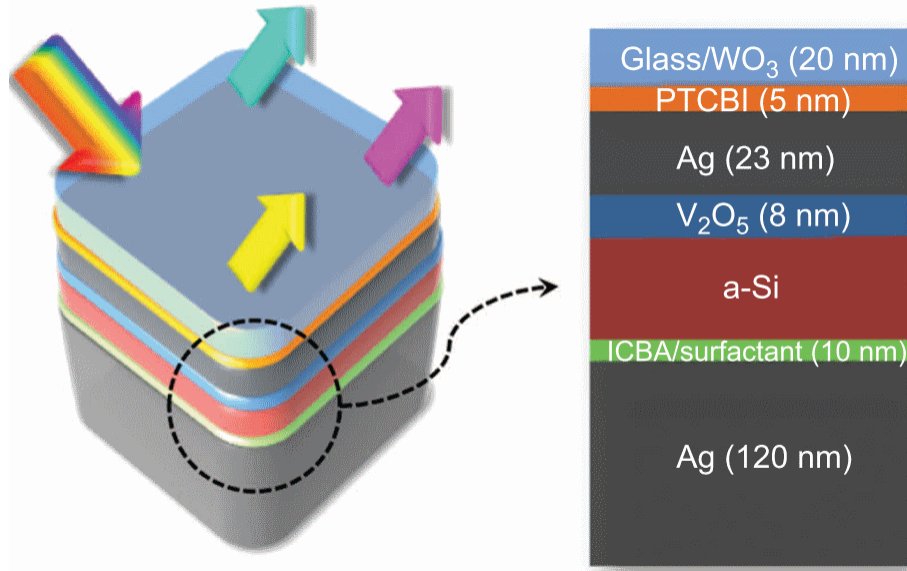 Glass/WO₃ (20 nm)
PTCBI (5 nm)
Ag (23 nm)
V₂O₅ (8 nm)
a-Si
ICBA/surfactant (10 nm)
Ag (120 nm)